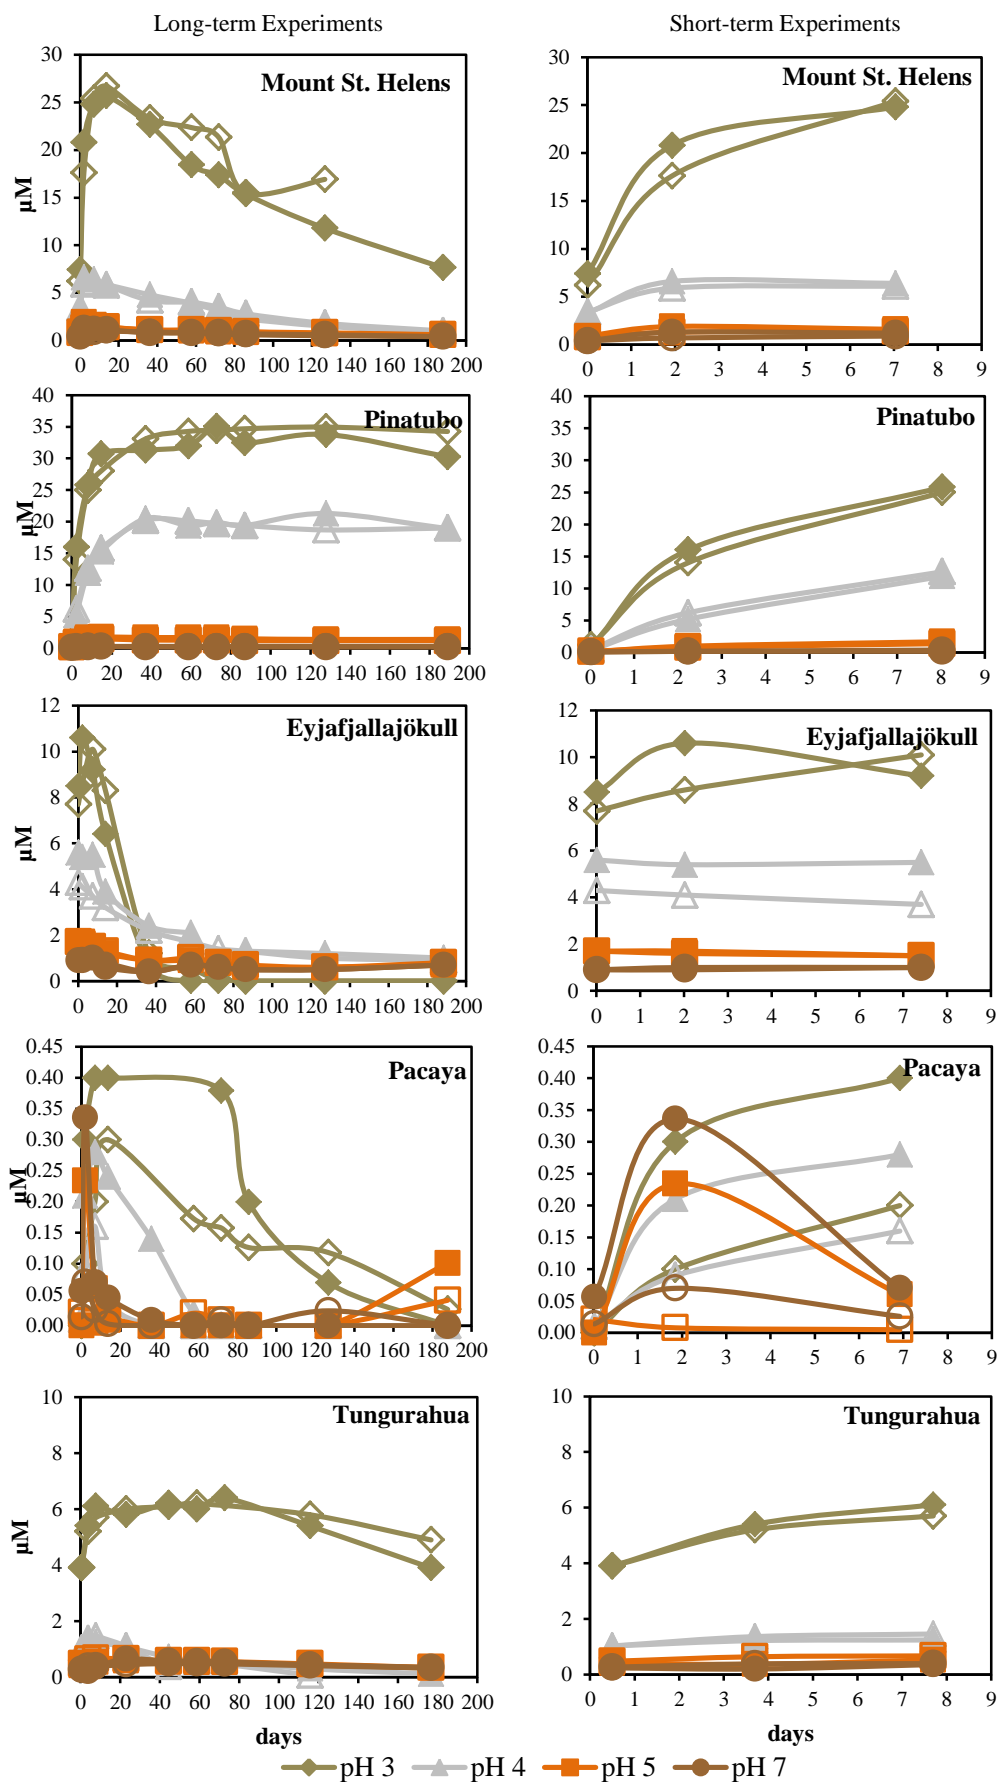 Long-term Experiments
Short-term Experiments
30
25
20
15
10
5
0
µM
Mount St. Helens
0 20 40 60 80 100 120 140 160 180 200
30
25
20
15
10
5
0
Mount St. Helens
0 1 2 3 4 5 6 7 8 9
40
35
30
25
20
15
10
5
0
µM
Pinatubo
0 20 40 60 80 100 120 140 160 180 200
40
35
30
25
20
15
10
5
0
Pinatubo
0 1 2 3 4 5 6 7 8 9
12
10
8
6
4
2
0
µM
Eyjafjallajökull
0 20 40 60 80 100 120 140 160 180 200
12
10
8
6
4
2
0
Eyjafjallajökull
0 1 2 3 4 5 6 7 8 9
0.45
0.40
0.35
0.30
0.25
0.20
0.15
0.10
0.05
0.00
µM
Pacaya
0 20 40 60 80 100 120 140 160 180 200
0.45
0.40
0.35
0.30
0.25
0.20
0.15
0.10
0.05
0.00
Pacaya
0 1 2 3 4 5 6 7 8 9
10
8
6
4
2
0
µM
Tungurahua
0 20 40 60 80 100 120 140 160 180 200
days
10
8
6
4
2
0
Tungurahua
0 1 2 3 4 5 6 7 8 9
days
pH 3 pH 4 pH 5 pH 7